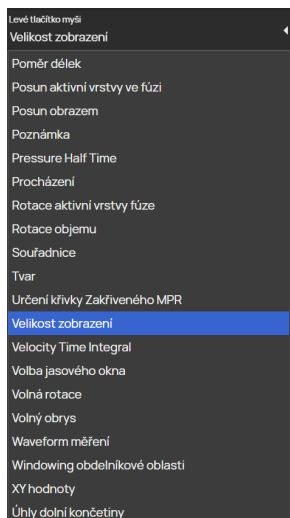 Levé tlačítko myši
Velikost zobrazení
Poměr délek
Posun aktivní vrstvy ve fúzi
Posun obrazem
Poznámka
Pressure Half Time
Procházení
Rotace aktivní vrstvy fúze
Rotace objemu
Souřadnice
Tvar
Určení křivky Zakřiveného MPR
Velikost zobrazení
Velocity Time Integral
Volba jasového okna
Volná rotace
Volný obrys
Waveform měření
Windowing obdelníkové oblasti
XY hodnoty
Úhly dolní končetiny